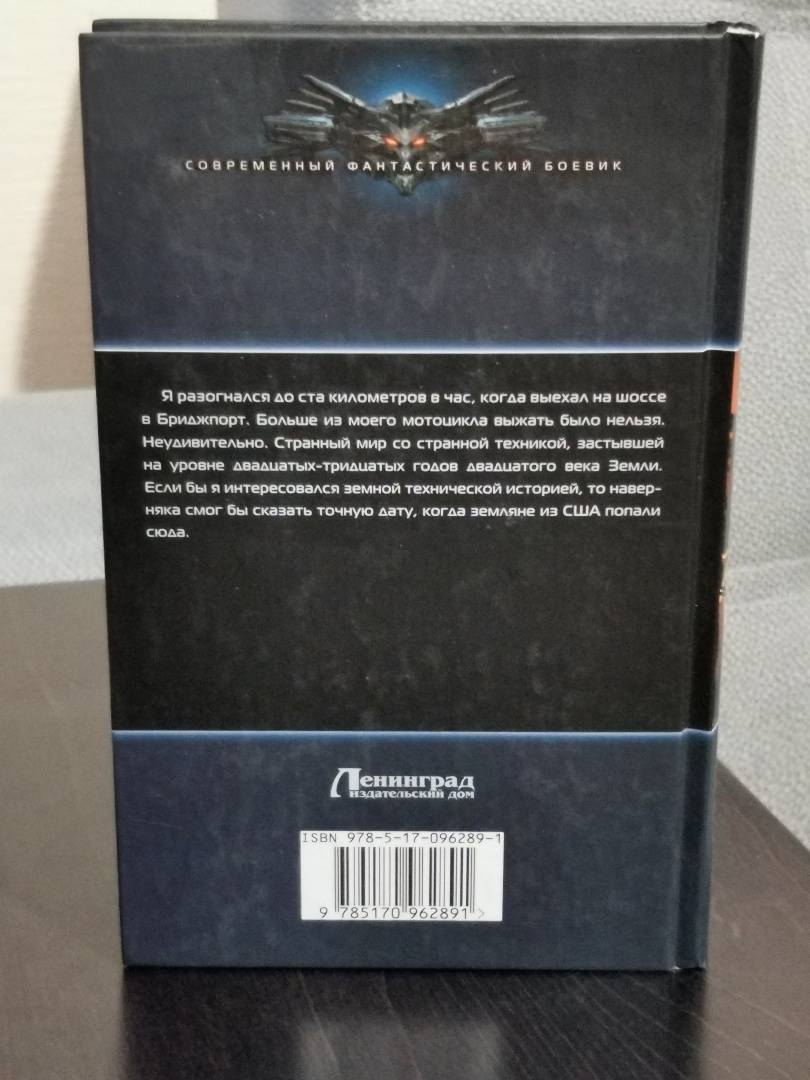 СОВРЕМЕННЫЙ ФАНТАСТИЧЕСКИЙ БОЕВИК
Я разогнался до ста километров в час, когда выехал на шоссе
в Бриджпорт. Больше из моего мотоцикла выжать было нельзя.
Неудивительно. Странный мир со странной техникой, застывшей
на уровне двадцатых-тридцатых годов двадцатого века Земли.
Если бы я интересовался земной технической историей, то навер-
няка смог бы сказать точную дату, когда земляне из США попали
сюда.
Ленинград
издательский дом
ISBN 978-5-17-096289-1
9 785170 962891 >